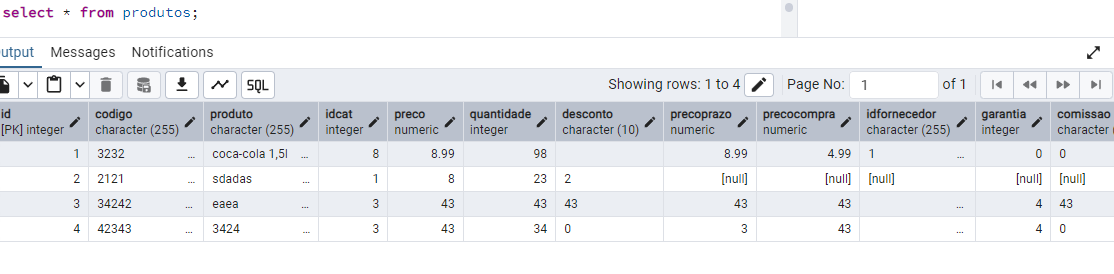 select * from produtos;
utput Messages Notifications
SQL Showing rows: 1 to 4 Page No: 1 of 1
id codigo produto idcat preco quantidade desconto precoprazo precocompra idfornecedor garantia comissao
[PK] integer character (255) character (255) integer numeric integer character (10) numeric numeric character (255) integer character (
1 3232 ... coca-cola 1,5l ... 8 8.99 98 8.99 4.99 1 ... 0 0
2 2121 ... sdadas ... 1 8 23 2 [null] [null] [null] [null] [null]
3 34242 ... eaea ... 3 43 43 43 43 43 ... 4 43
4 42343 ... 3424 ... 3 43 34 0 3 43 ... 4 0